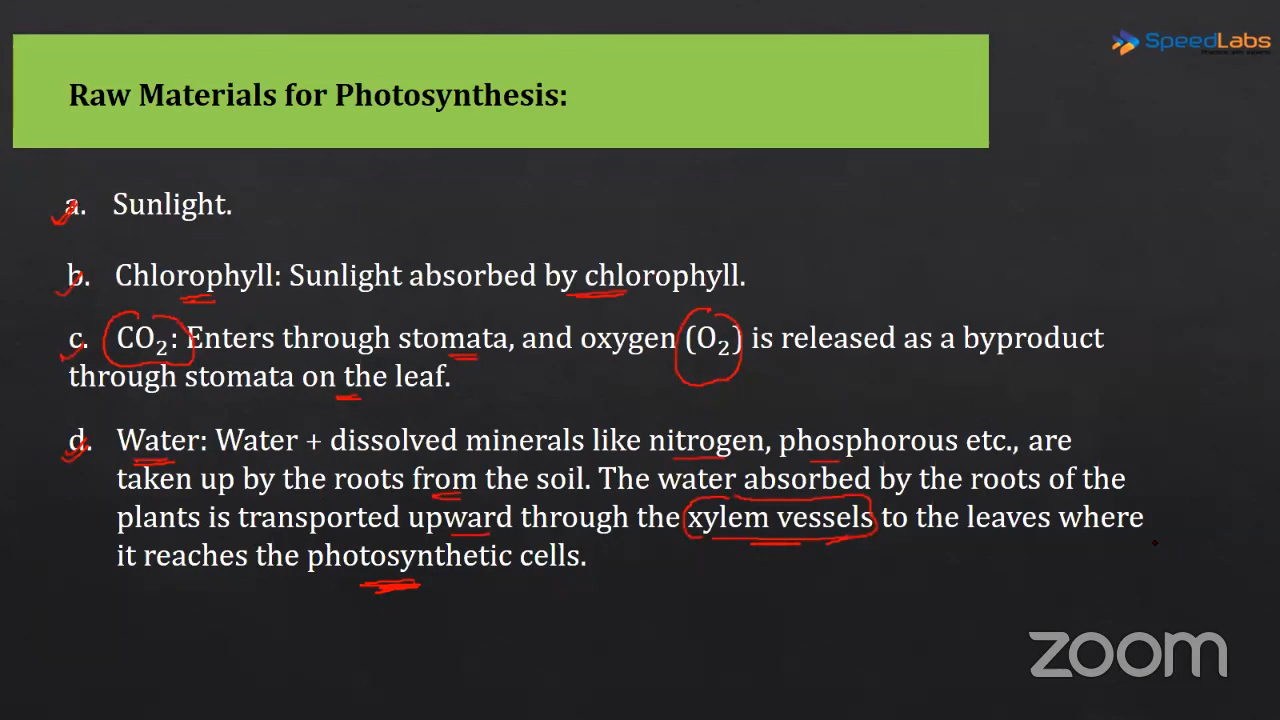 SpeedLabs
Raw Materials for Photosynthesis:
a. Sunlight.
b. Chlorophyll: Sunlight absorbed by chlorophyll.
c. CO₂: Enters through stomata, and oxygen (O₂) is released as a byproduct
through stomata on the leaf.
d. Water: Water + dissolved minerals like nitrogen, phosphorous etc., are
taken up by the roots from the soil. The water absorbed by the roots of the
plants is transported upward through the xylem vessels to the leaves where
it reaches the photosynthetic cells.
zoom